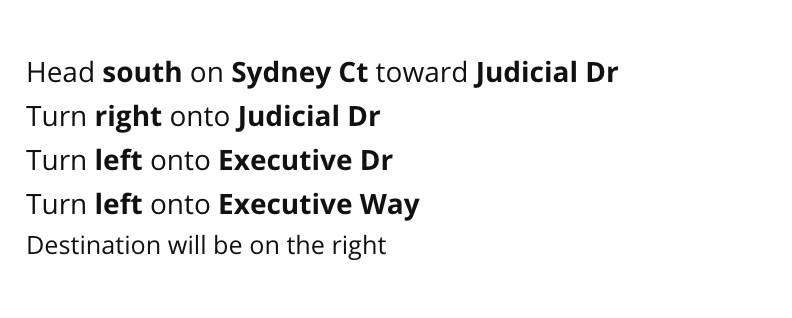 Head south on Sydney Ct toward Judicial Dr
Turn right onto Judicial Dr
Turn left onto Executive Dr
Turn left onto Executive Way
Destination will be on the right